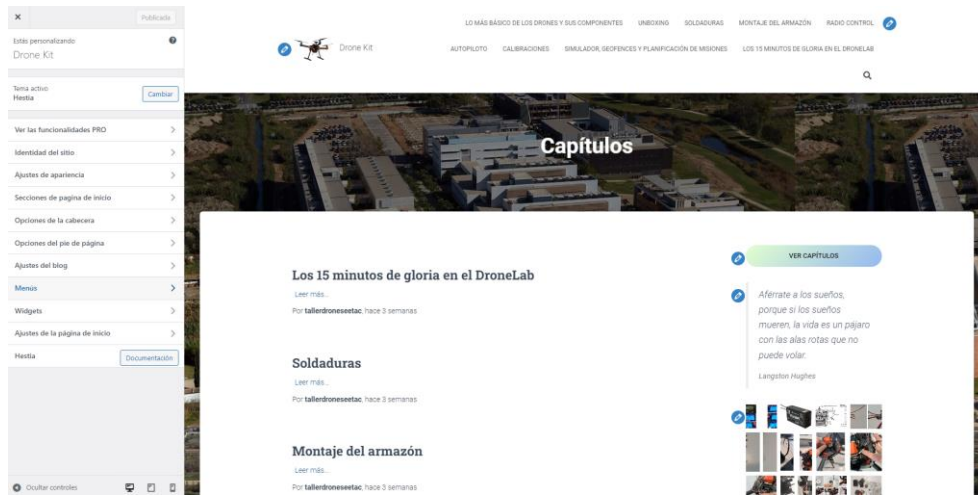 Publicada
Estás personalizando
Drone Kit
Tema activo
Hestia
Cambiar
Ver las funcionalidades PRO
Identidad del sitio
Ajustes de apariencia
Secciones de pagina de inicio
Opciones de la cabecera
Opciones del pie de página
Ajustes del blog
Menús
Widgets
Ajustes de la página de inicio
Hestia
Documentación
Ocultar controles
LO MÁS BÁSICO DE LOS DRONES Y SUS COMPONENTES UNBOXING SOLDADURAS MONTAJE DEL ARMAZÓN RADIO CONTROL
Drone Kit
AUTOPILOTO CALIBRACIONES SIMULADOR, GEOFENCES Y PLANIFICACIÓN DE MISIONES LOS 15 MINUTOS DE GLORIA EN EL DRONELAB
Capítulos
Los 15 minutos de gloria en el DroneLab
Leer más…
Por tallerdroneseetac, hace 3 semanas
Soldaduras
Leer más…
Por tallerdroneseetac, hace 3 semanas
Montaje del armazón
Leer más…
Por tallerdroneseetac, hace 3 semanas
VER CAPÍTULOS
Aférrate a los sueños,
porque si los sueños
mueren, la vida es un pájaro
con las alas rotas que no
puede volar.
Langston Hughes